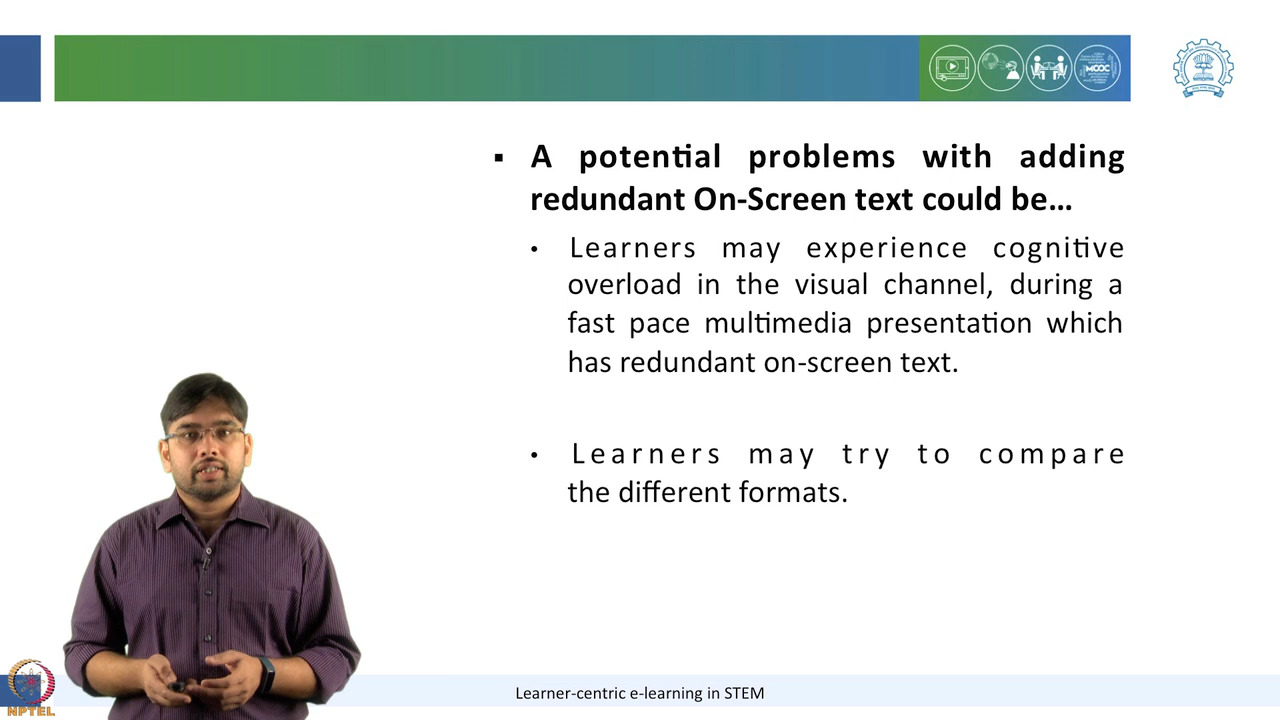 MOOC
A potential problems with adding
redundant On-Screen text could be...
Learners may experience cognitive
overload in the visual channel, during a
fast pace multimedia presentation which
has redundant on-screen text.
Learners may try to compare
the different formats.
Learner-centric e-learning in STEM
NPTEL